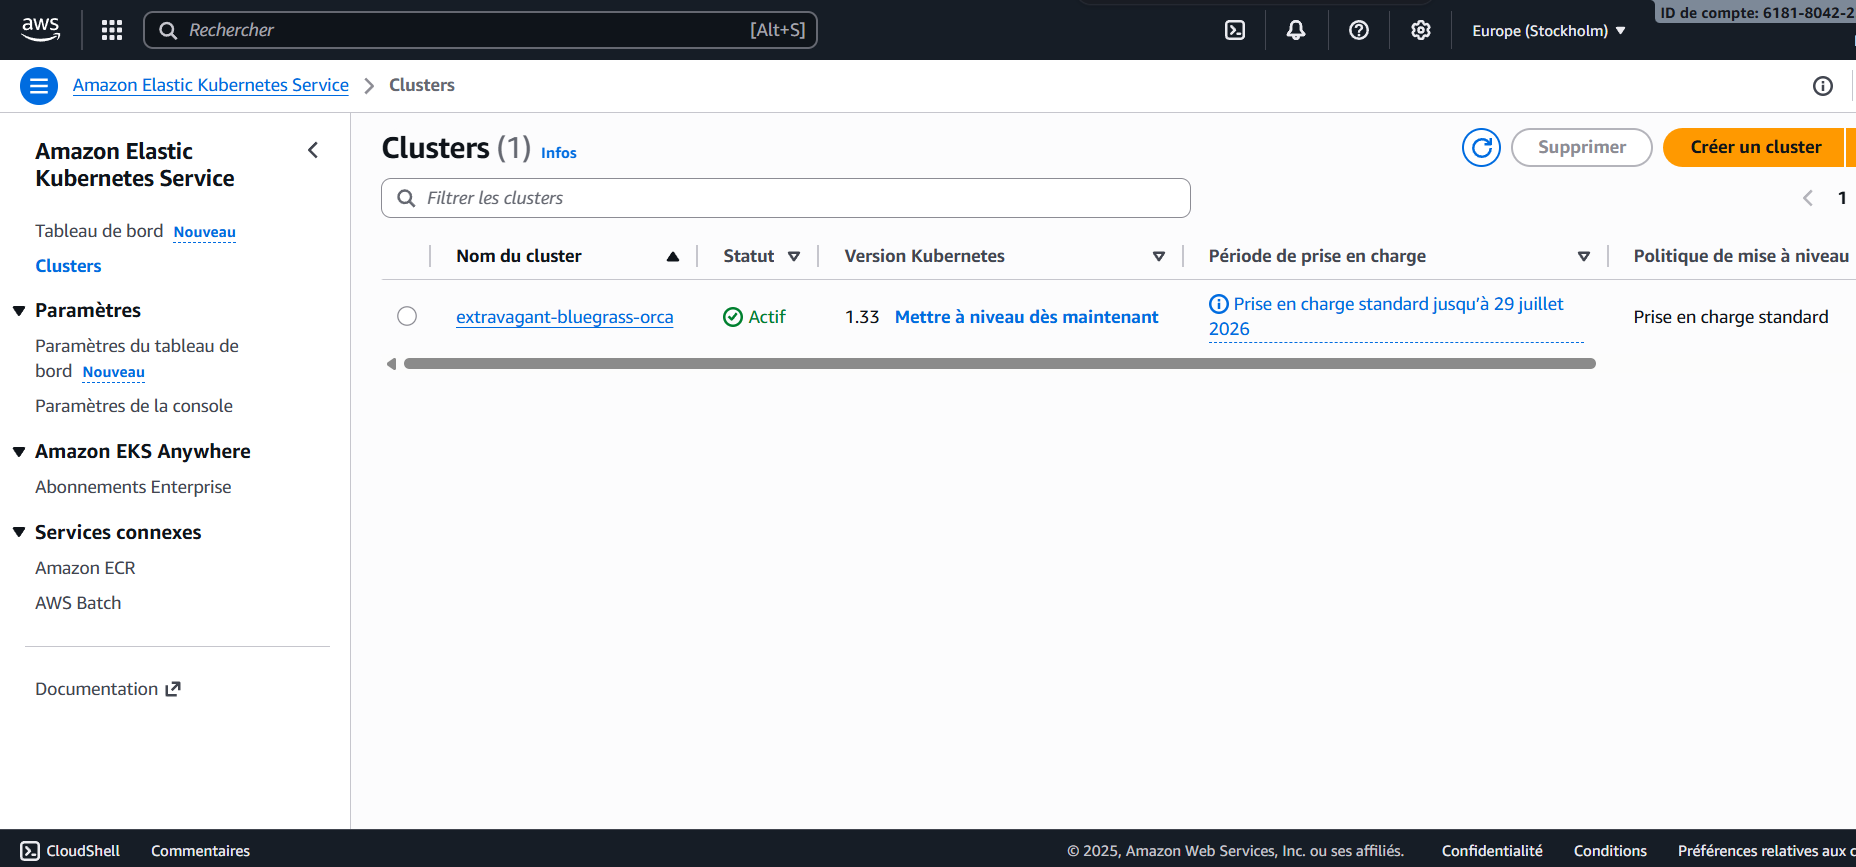 aws
Rechercher [Alt+S]
Europe (Stockholm)
ID de compte: 6181-8042-2
Amazon Elastic Kubernetes Service > Clusters
Amazon Elastic
Kubernetes Service
Tableau de bord Nouveau
Clusters
Paramètres
Paramètres du tableau de
bord Nouveau
Paramètres de la console
Amazon EKS Anywhere
Abonnements Enterprise
Services connexes
Amazon ECR
AWS Batch
Documentation
Clusters (1) Infos
Supprimer
Créer un cluster
Filtrer les clusters
1
Nom du cluster
Statut
Version Kubernetes
Période de prise en charge
Politique de mise à niveau
extravagant-bluegrass-orca
Actif
1.33 Mettre à niveau dès maintenant
Prise en charge standard jusqu’à 29 juillet
2026
Prise en charge standard
CloudShell
Commentaires
© 2025, Amazon Web Services, Inc. ou ses affiliés.
Confidentialité
Conditions
Préférences relatives aux